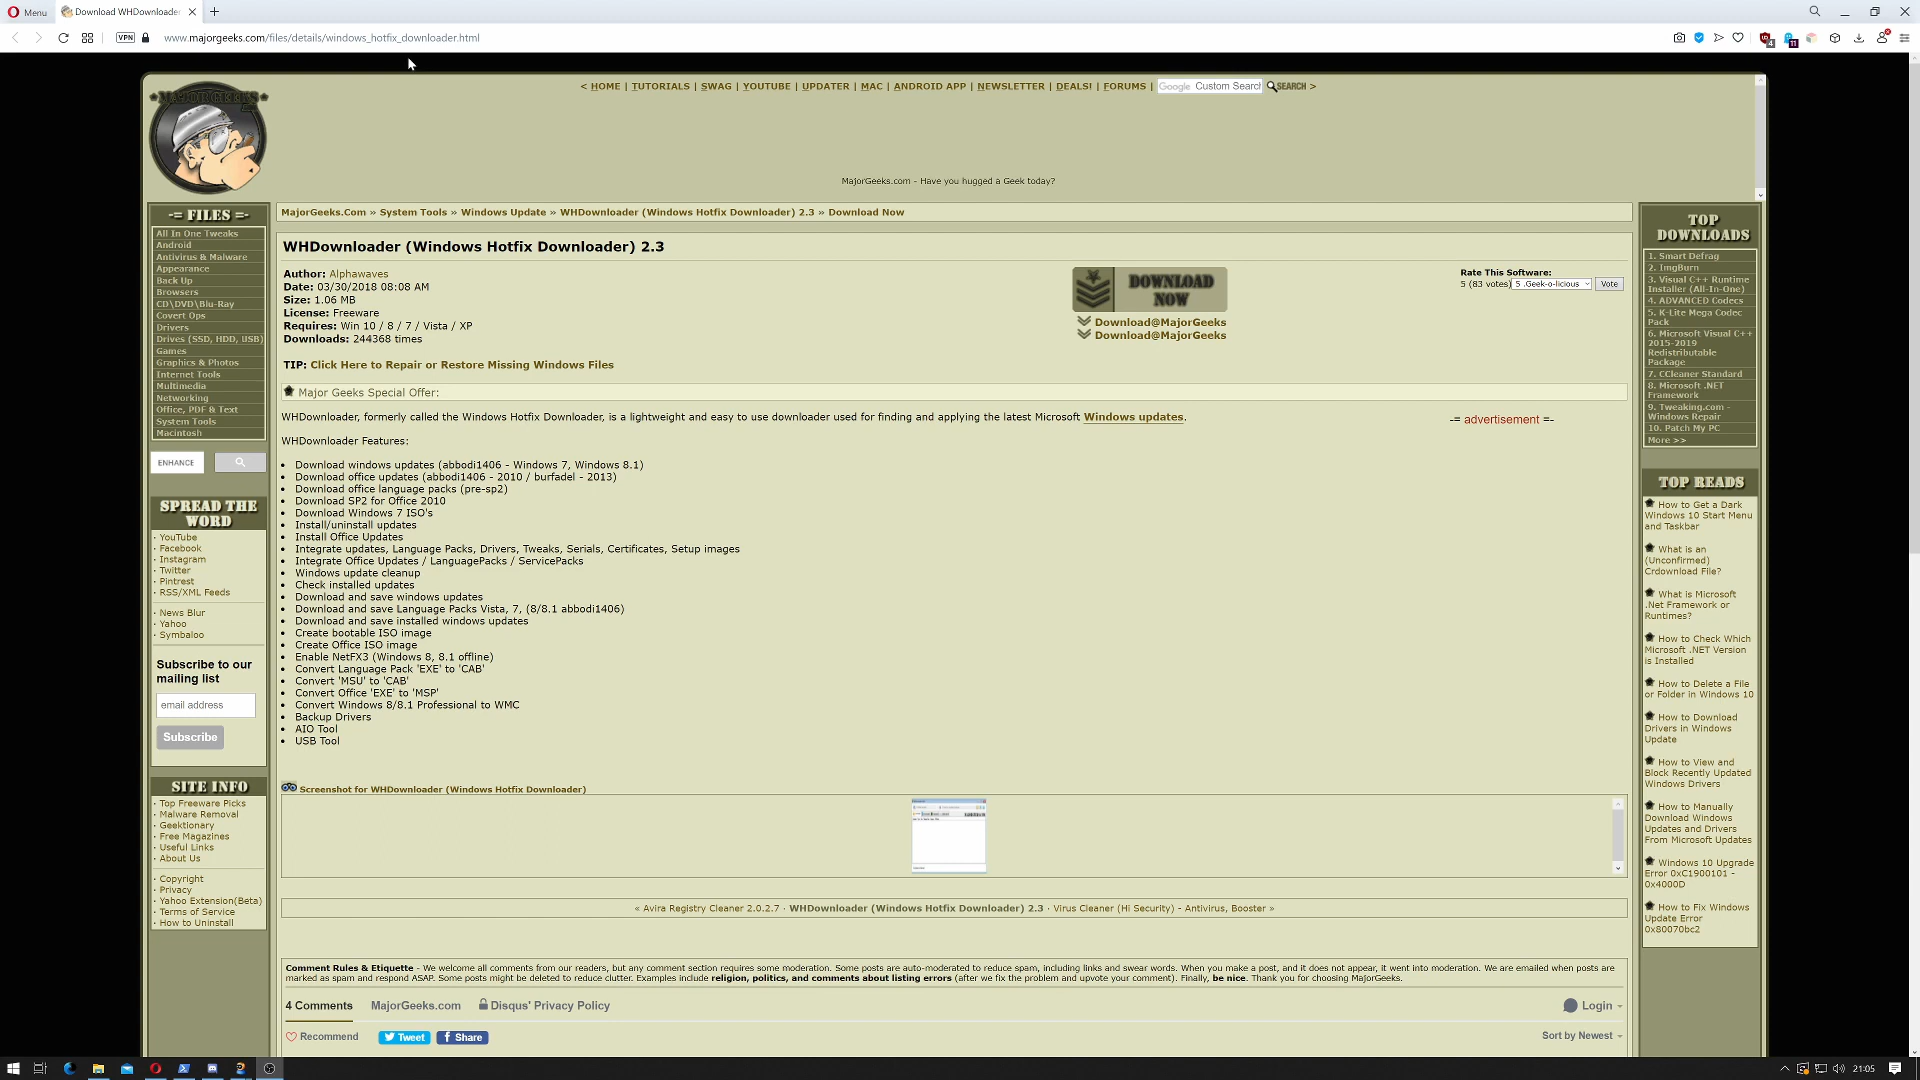 Menu
Download WHDownloader
VPN
www.majorgeeks.com/files/details/windows_hotfix_downloader.html
MAJORGEEKS
< HOME | TUTORIALS | SWAG | YOUTUBE | UPDATER | MAC | ANDROID APP | NEWSLETTER | DEALS! | FORUMS | Google Custom Search SEARCH >
MajorGeeks.com - Have you hugged a Geek today?
-= FILES =-
All In One Tweaks
Android
Antivirus & Malware
Appearance
Back Up
Browsers
CD\DVD\Blu-Ray
Covert Ops
Drivers
Drives (SSD, HDD, USB)
Games
Graphics & Photos
Internet Tools
Multimedia
Networking
Office, PDF & Text
System Tools
Macintosh
ENHANCE
SPREAD THE
WORD
· YouTube
· Facebook
· Instagram
· Twitter
· Pintrest
· RSS/XML Feeds
· News Blur
· Yahoo
· Symbaloo
Subscribe to our
mailing list
email address
Subscribe
SITE INFO
· Top Freeware Picks
· Malware Removal
· Geektionary
· Free Magazines
· Useful Links
· About Us
· Copyright
· Privacy
· Yahoo Extension(Beta)
· Terms of Service
· How to Uninstall
MajorGeeks.Com » System Tools » Windows Update » WHDownloader (Windows Hotfix Downloader) 2.3 » Download Now
WHDownloader (Windows Hotfix Downloader) 2.3
Author: Alphawaves
Date: 03/30/2018 08:08 AM
Size: 1.06 MB
License: Freeware
Requires: Win 10 / 8 / 7 / Vista / XP
Downloads: 244368 times
DOWNLOAD
NOW
Download@MajorGeeks
Download@MajorGeeks
Rate This Software:
5 (83 votes) 5 .Geek-o-licious Vote
TIP: Click Here to Repair or Restore Missing Windows Files
Major Geeks Special Offer:
WHDownloader, formerly called the Windows Hotfix Downloader, is a lightweight and easy to use downloader used for finding and applying the latest Microsoft Windows updates.
-= advertisement =-
WHDownloader Features:
• Download windows updates (abbodi1406 - Windows 7, Windows 8.1)
• Download office updates (abbodi1406 - 2010 / burfadel - 2013)
• Download office language packs (pre-sp2)
• Download SP2 for Office 2010
• Download Windows 7 ISO's
• Install/uninstall updates
• Install Office Updates
• Integrate updates, Language Packs, Drivers, Tweaks, Serials, Certificates, Setup images
• Integrate Office Updates / LanguagePacks / ServicePacks
• Windows update cleanup
• Check installed updates
• Download and save windows updates
• Download and save Language Packs Vista, 7, (8/8.1 abbodi1406)
• Download and save installed windows updates
• Create bootable ISO image
• Create Office ISO image
• Enable NetFX3 (Windows 8, 8.1 offline)
• Convert Language Pack 'EXE' to 'CAB'
• Convert 'MSU' to 'CAB'
• Convert Office 'EXE' to 'MSP'
• Convert Windows 8/8.1 Professional to WMC
• Backup Drivers
• AIO Tool
• USB Tool
Screenshot for WHDownloader (Windows Hotfix Downloader)
« Avira Registry Cleaner 2.0.2.7 · WHDownloader (Windows Hotfix Downloader) 2.3 · Virus Cleaner (Hi Security) - Antivirus, Booster »
Comment Rules & Etiquette - We welcome all comments from our readers, but any comment section requires some moderation. Some posts are auto-moderated to reduce spam, including links and swear words. When you make a post, and it does not appear, it went into moderation. We are emailed when posts are
marked as spam and respond ASAP. Some posts might be deleted to reduce clutter. Examples include religion, politics, and comments about listing errors (after we fix the problem and upvote your comment). Finally, be nice. Thank you for choosing MajorGeeks.
4 Comments MajorGeeks.com Disqus' Privacy Policy Login
Recommend Tweet Share Sort by Newest
TOP
DOWNLOADS
1. Smart Defrag
2. ImgBurn
3. Visual C++ Runtime
Installer (All-In-One)
4. ADVANCED Codecs
5. K-Lite Mega Codec
Pack
6. Microsoft Visual C++
2015-2019
Redistributable
Package
7. CCleaner Standard
8. Microsoft .NET
Framework
9. Tweaking.com -
Windows Repair
10. Patch My PC
More >>
TOP READS
How to Get a Dark
Windows 10 Start Menu
and Taskbar
What is an
(Unconfirmed)
Crdownload File?
What is Microsoft
.Net Framework or
Runtimes?
How to Check Which
Microsoft .NET Version
is Installed
How to Delete a File
or Folder in Windows 10
How to Download
Drivers in Windows
Update
How to View and
Block Recently Updated
Windows Drivers
How to Manually
Download Windows
Updates and Drivers
From Microsoft Updates
Windows 10 Upgrade
Error 0xC1900101 -
0x4000D
How to Fix Windows
Update Error
0x80070bc2
21:05